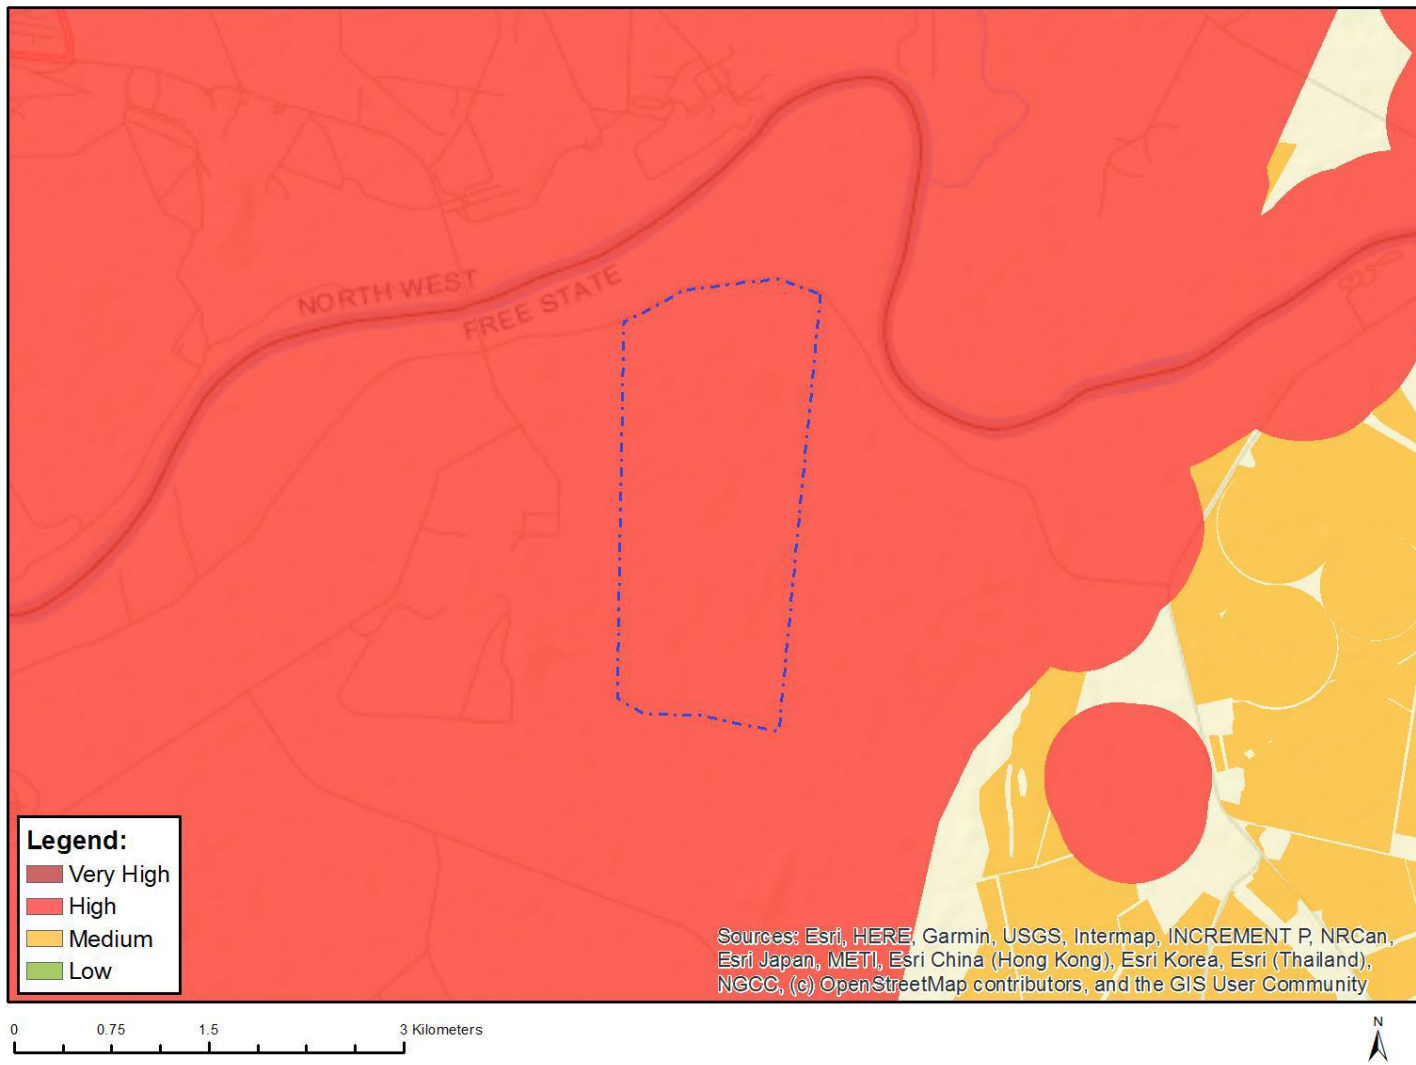 NORTH WEST
FREE STATE
Legend:
Very High
High
Medium
Low
Sources: Esri, HERE, Garmin, USGS, Intermap, INCREMENT P, NRCan,
Esri Japan, METI, Esri China (Hong Kong), Esri Korea, Esri (Thailand),
NGCC, (c) OpenStreetMap contributors, and the GIS User Community
0 0.75 1.5 3 Kilometers
N